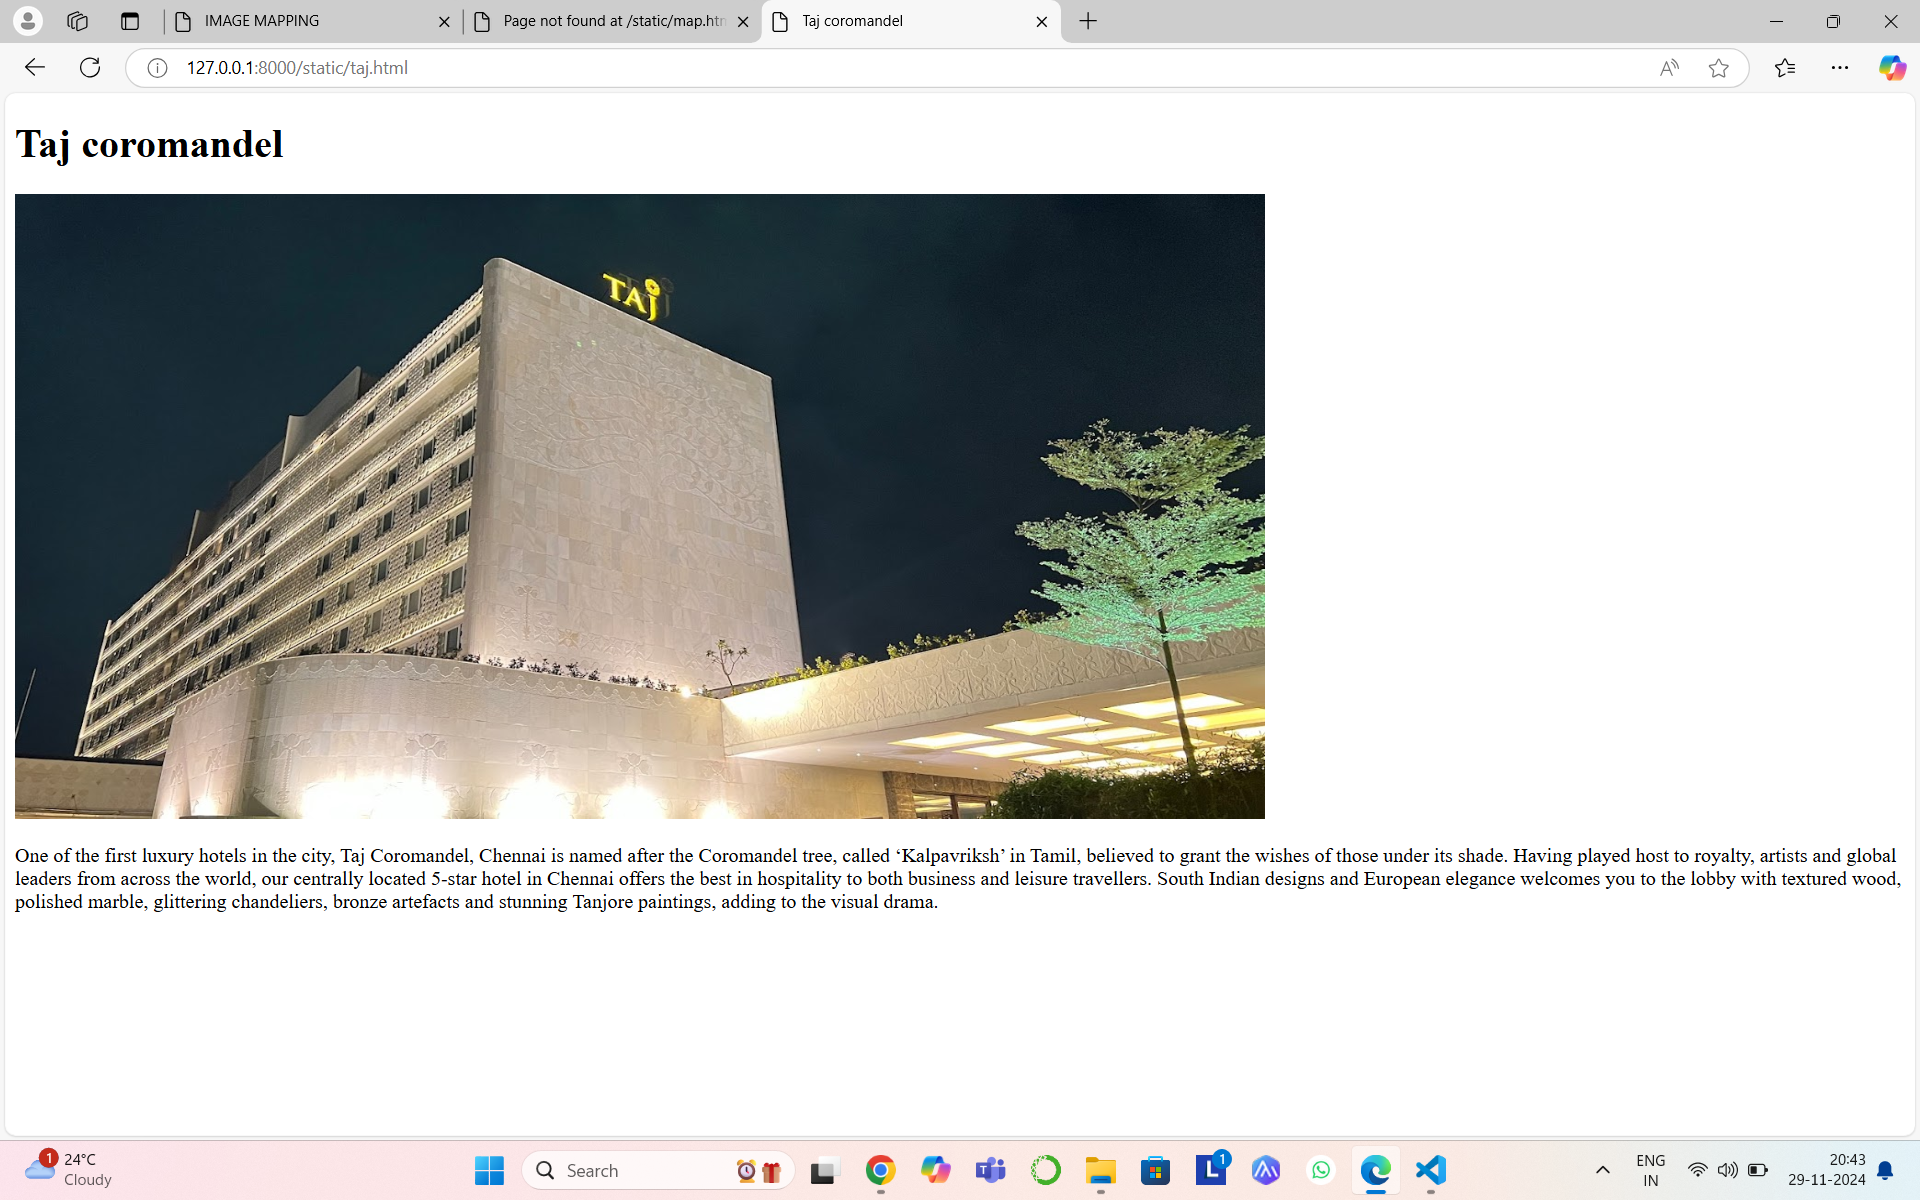 IMAGE MAPPING
Page not found at /static/map.htm
Taj coromandel
127.0.0.1:8000/static/taj.html
Taj coromandel
TAJ
One of the first luxury hotels in the city, Taj Coromandel, Chennai is named after the Coromandel tree, called ‘Kalpavriksh’ in Tamil, believed to grant the wishes of those under its shade. Having played host to royalty, artists and global
leaders from across the world, our centrally located 5-star hotel in Chennai offers the best in hospitality to both business and leisure travellers. South Indian designs and European elegance welcomes you to the lobby with textured wood,
polished marble, glittering chandeliers, bronze artefacts and stunning Tanjore paintings, adding to the visual drama.
1
24°C
Cloudy
Search
1
ENG
IN
20:43
29-11-2024